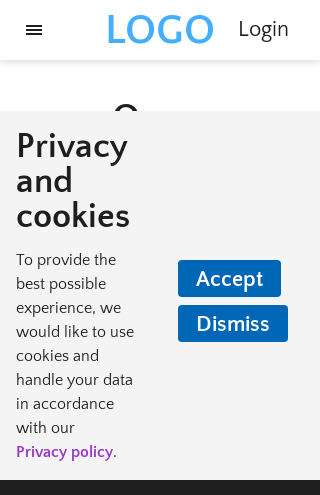 LOGO Login
Privacy
and
cookies
To provide the
best possible
experience, we
would like to use
cookies and
handle your data
in accordance
with our
Privacy policy.
Accept
Dismiss